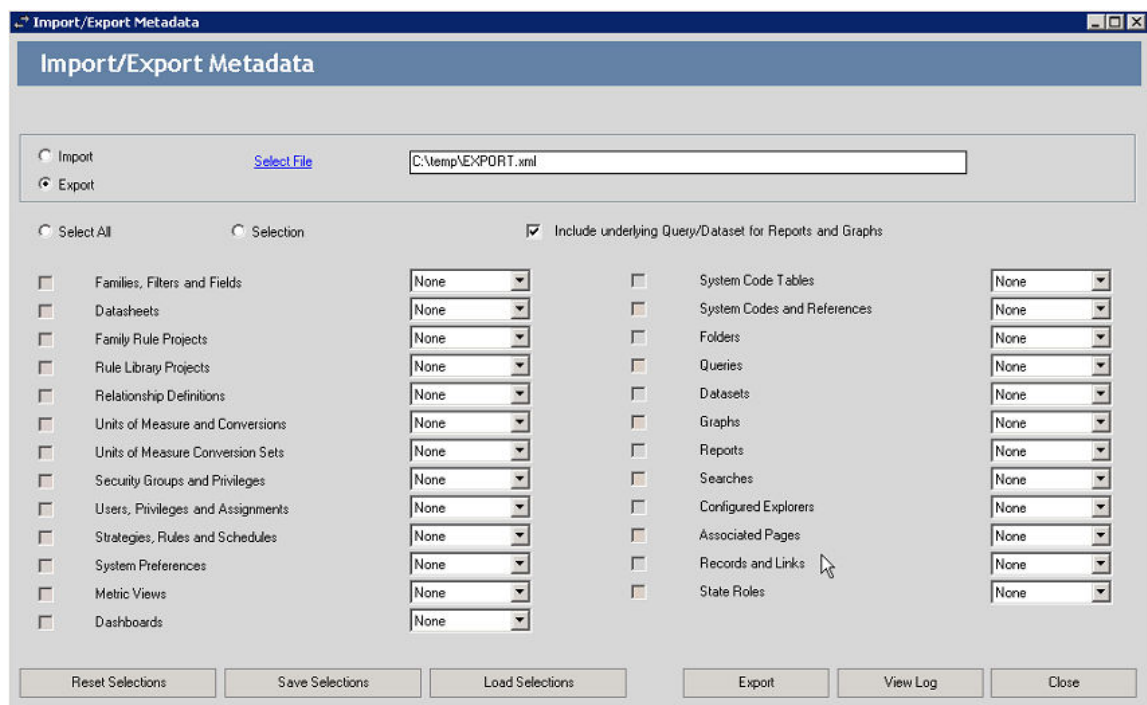 Import/Export Metadata
Import/Export Metadata
Import
Select File
C:\temp\EXPORT.xml
Export
Select All
Selection
Include underlying Query/Dataset for Reports and Graphs
Families, Filters and Fields
None
System Code Tables
None
Datasheets
None
System Codes and References
None
Family Rule Projects
None
Folders
None
Rule Library Projects
None
Queries
None
Relationship Definitions
None
Datasets
None
Units of Measure and Conversions
None
Graphs
None
Units of Measure Conversion Sets
None
Reports
None
Security Groups and Privileges
None
Searches
None
Users, Privileges and Assignments
None
Configured Explorers
None
Strategies, Rules and Schedules
None
Associated Pages
None
System Preferences
None
Records and Links
None
Metric Views
None
State Roles
None
Dashboards
None
Reset Selections
Save Selections
Load Selections
Export
View Log
Close